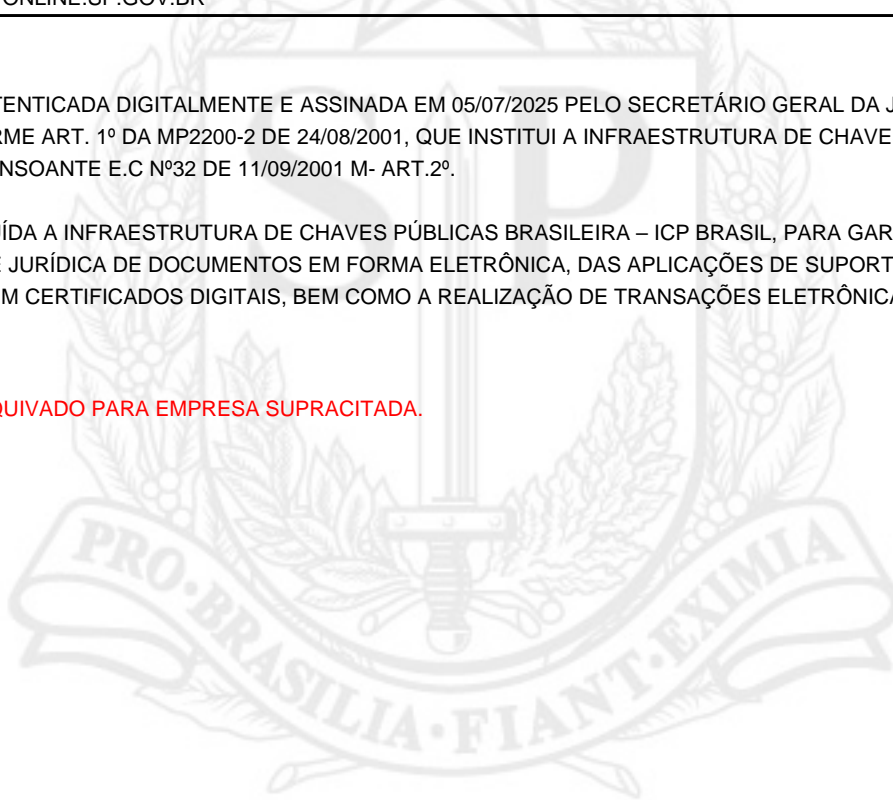 ONLINE.SP.GOV.BR
TENTICADA DIGITALMENTE E ASSINADA EM 05/07/2025 PELO SECRETÁRIO GERAL DA J
RME ART. 1º DA MP2200-2 DE 24/08/2001, QUE INSTITUI A INFRAESTRUTURA DE CHAVE
NSOANTE E.C Nº32 DE 11/09/2001 M- ART.2º.
ÍDA A INFRAESTRUTURA DE CHAVES PÚBLICAS BRASILEIRA – ICP BRASIL, PARA GAR
E JURÍDICA DE DOCUMENTOS EM FORMA ELETRÔNICA, DAS APLICAÇÕES DE SUPORT
M CERTIFICADOS DIGITAIS, BEM COMO A REALIZAÇÃO DE TRANSAÇÕES ELETRÔNICA
QUIVADO PARA EMPRESA SUPRACITADA.
SP
PRO•BRASILIA•FIANT•EXIMIA